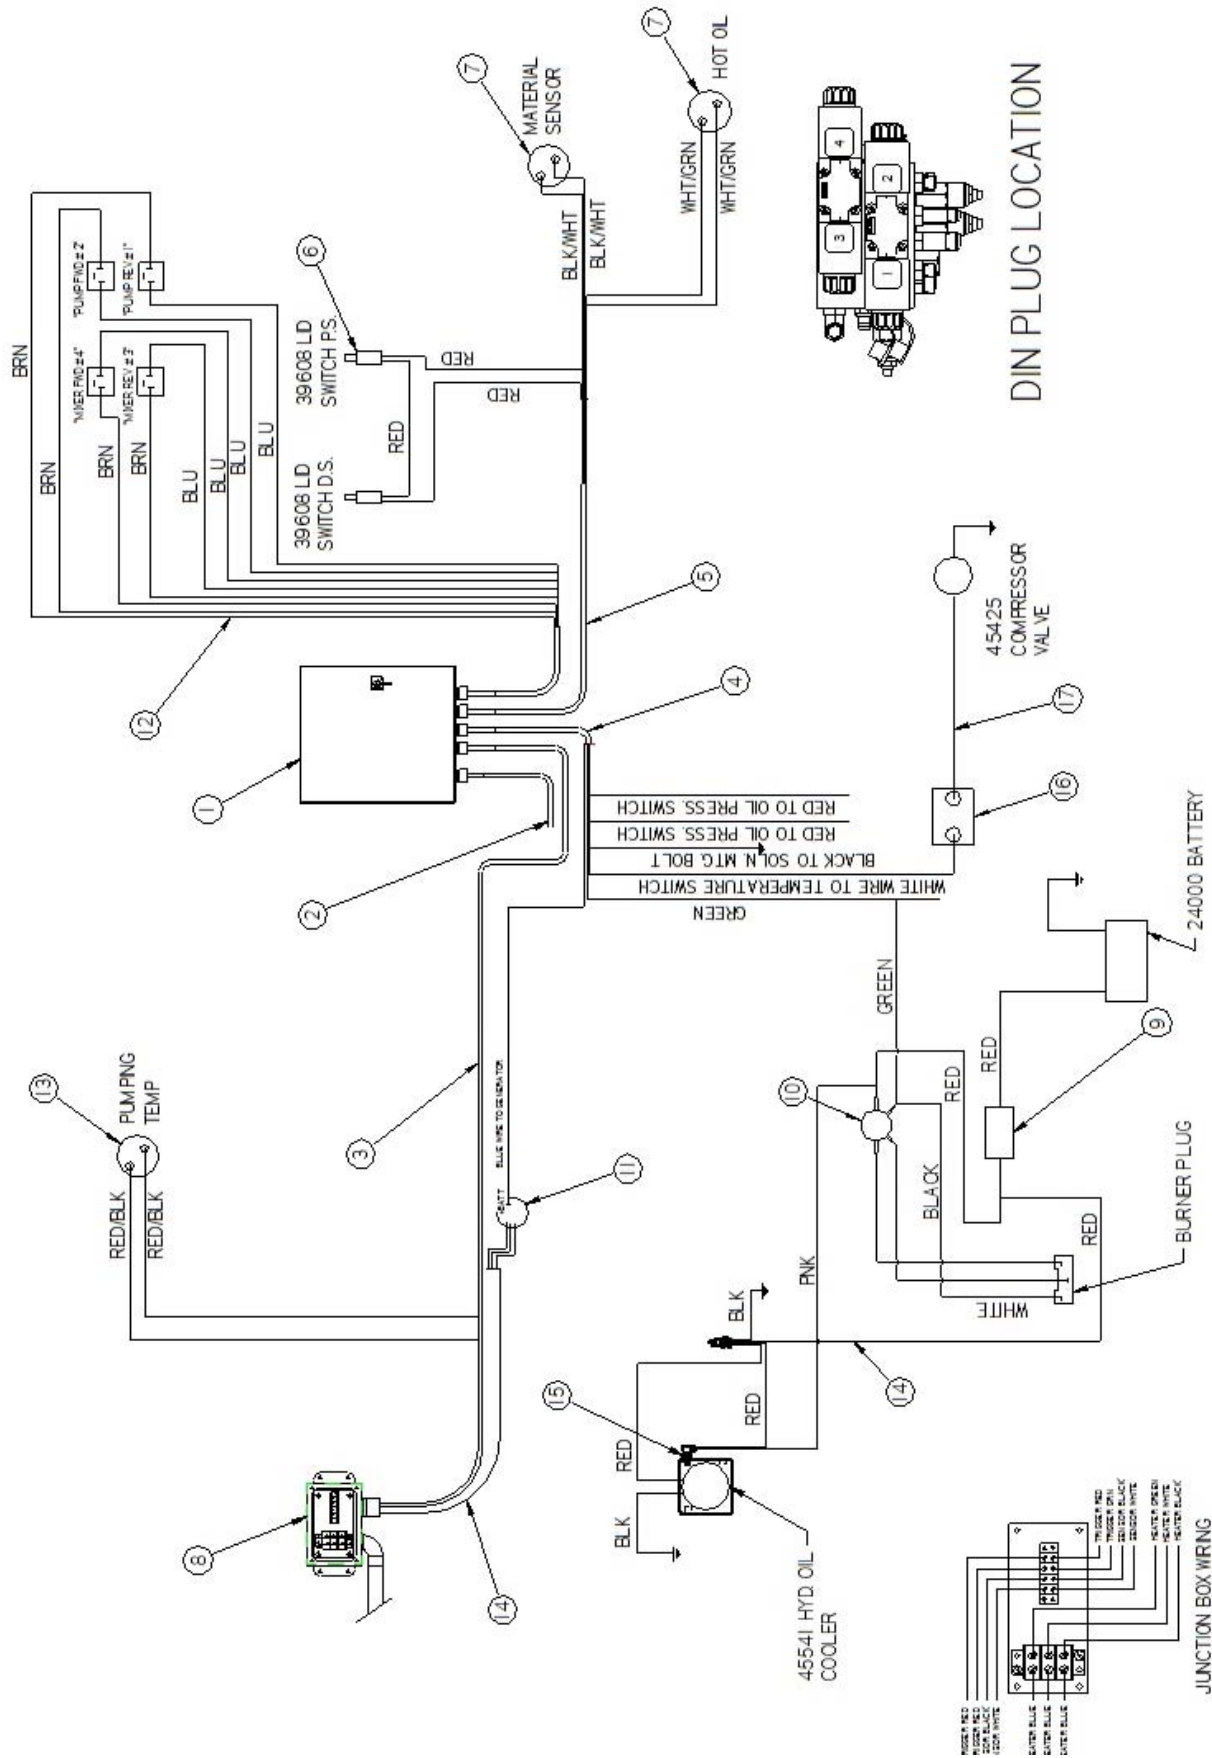 7
7
HOT OIL
MATERIAL
SENSOR
WHT/GRN
WHT/GRN
BLK/WHT
BLK/WHT
4
3
2
1
DIN PLUG LOCATION
BRN
BRN
BRN
BRN
"PUMP FWD #2"
"PUMP REV #1"
"MIXER FWD #4"
"MIXER REV #3"
BLU
BLU
BLU
BLU
6
39608 LID
SWITCH P.S.
39608 LID
SWITCH D.S.
RED
RED
RED
12
1
2
5
4
45425
COMPRESSOR
VALVE
17
16
RED TO OIL PRESS. SWITCH
RED TO OIL PRESS. SWITCH
BLACK TO SOL'N. MTG. BOLT
WHITE WIRE TO TEMPERATURE SWITCH
GREEN
GREEN
24000 BATTERY
RED
9
10
RED
BLACK
BURNER PLUG
RED
WHITE
PNK
13
PUMPING
TEMP
RED/BLK
RED/BLK
3
BLUE WIRE TO GENERATOR
11
8
14
14
15
BLK
RED
RED
BLK
45541 HYD. OIL
COOLER
TRIGGER RED
TRIGGER GRN
SENSOR BLACK
SENSOR WHITE
HEATER GREEN
HEATER WHITE
HEATER BLACK
JUNCTION BOX WIRING